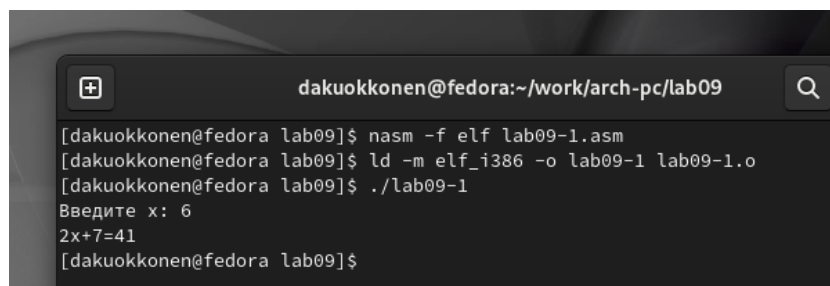 dakuokkonen@fedora:~/work/arch-pc/lab09
[dakuokkonen@fedora lab09]$ nasm -f elf lab09-1.asm
[dakuokkonen@fedora lab09]$ ld -m elf_i386 -o lab09-1 lab09-1.o
[dakuokkonen@fedora lab09]$ ./lab09-1
Введите x: 6
2x+7=41
[dakuokkonen@fedora lab09]$